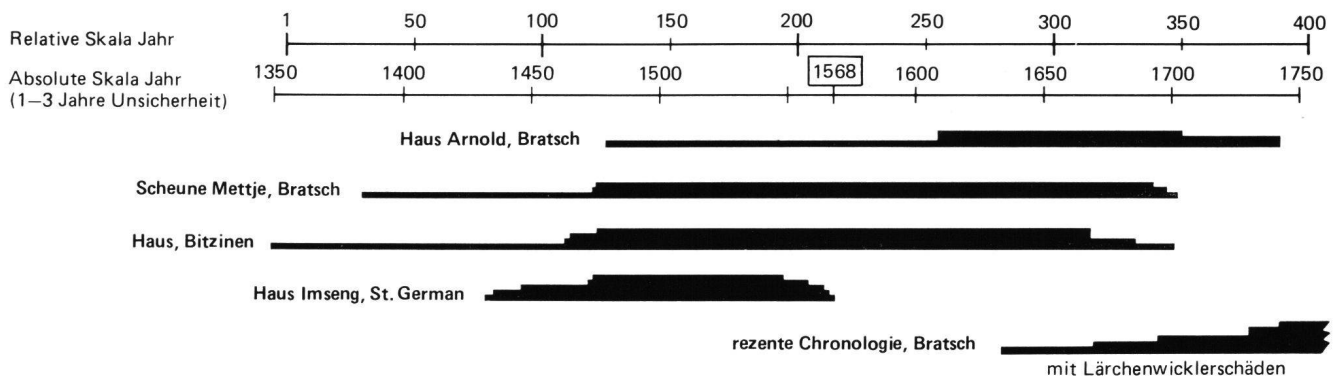 1 50 100 150 200 250 300 350 400
Relative Skala Jahr
1350 1400 1450 1500 1568 1600 1650 1700 1750
Absolute Skala Jahr
(1–3 Jahre Unsicherheit)
Haus Arnold, Bratsch
Scheune Mettje, Bratsch
Haus, Bitzinen
Haus Imseng, St. German
rezente Chronologie, Bratsch
mit Lärchenwicklerschäden